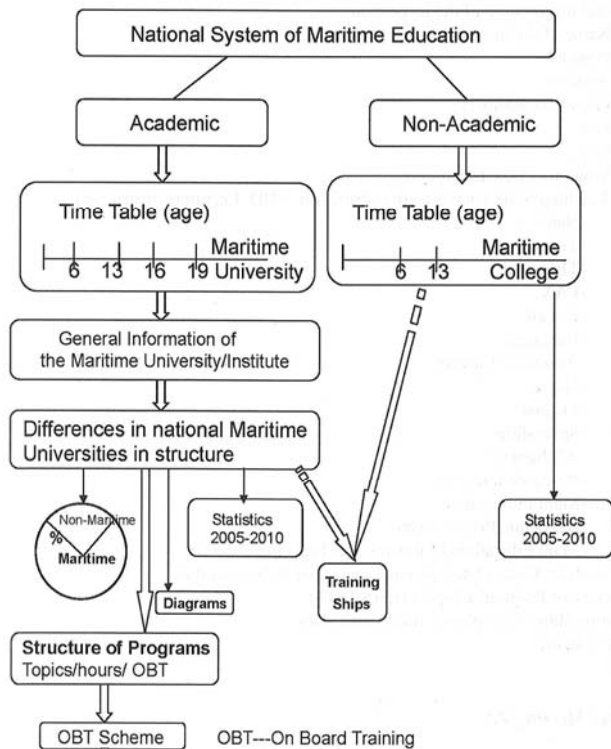 National System of Maritime Education
Academic
Non-Academic
Time Table (age)
Maritime
6 13 16 19 University
Time Table (age)
Maritime
6 13 College
General Information of
the Maritime University/Institute
Differences in national Maritime
Universities in structure
Non-Maritime
%
Maritime
Diagrams
Statistics
2005-2010
Training
Ships
Statistics
2005-2010
Structure of Programs
Topics/hours/ OBT
OBT Scheme
OBT---On Board Training